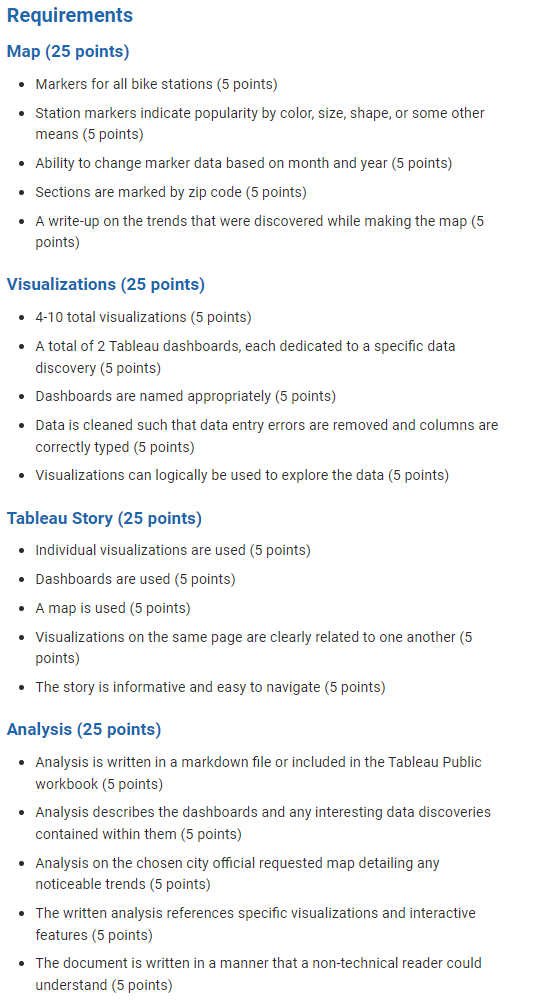 Requirements
Map (25 points)
• Markers for all bike stations (5 points)
• Station markers indicate popularity by color, size, shape, or some other
means (5 points)
• Ability to change marker data based on month and year (5 points)
• Sections are marked by zip code (5 points)
• A write-up on the trends that were discovered while making the map (5
points)
Visualizations (25 points)
• 4-10 total visualizations (5 points)
• A total of 2 Tableau dashboards, each dedicated to a specific data
discovery (5 points)
• Dashboards are named appropriately (5 points)
• Data is cleaned such that data entry errors are removed and columns are
correctly typed (5 points)
• Visualizations can logically be used to explore the data (5 points)
Tableau Story (25 points)
• Individual visualizations are used (5 points)
• Dashboards are used (5 points)
• A map is used (5 points)
• Visualizations on the same page are clearly related to one another (5
points)
• The story is informative and easy to navigate (5 points)
Analysis (25 points)
• Analysis is written in a markdown file or included in the Tableau Public
workbook (5 points)
• Analysis describes the dashboards and any interesting data discoveries
contained within them (5 points)
• Analysis on the chosen city official requested map detailing any
noticeable trends (5 points)
• The written analysis references specific visualizations and interactive
features (5 points)
• The document is written in a manner that a non-technical reader could
understand (5 points)